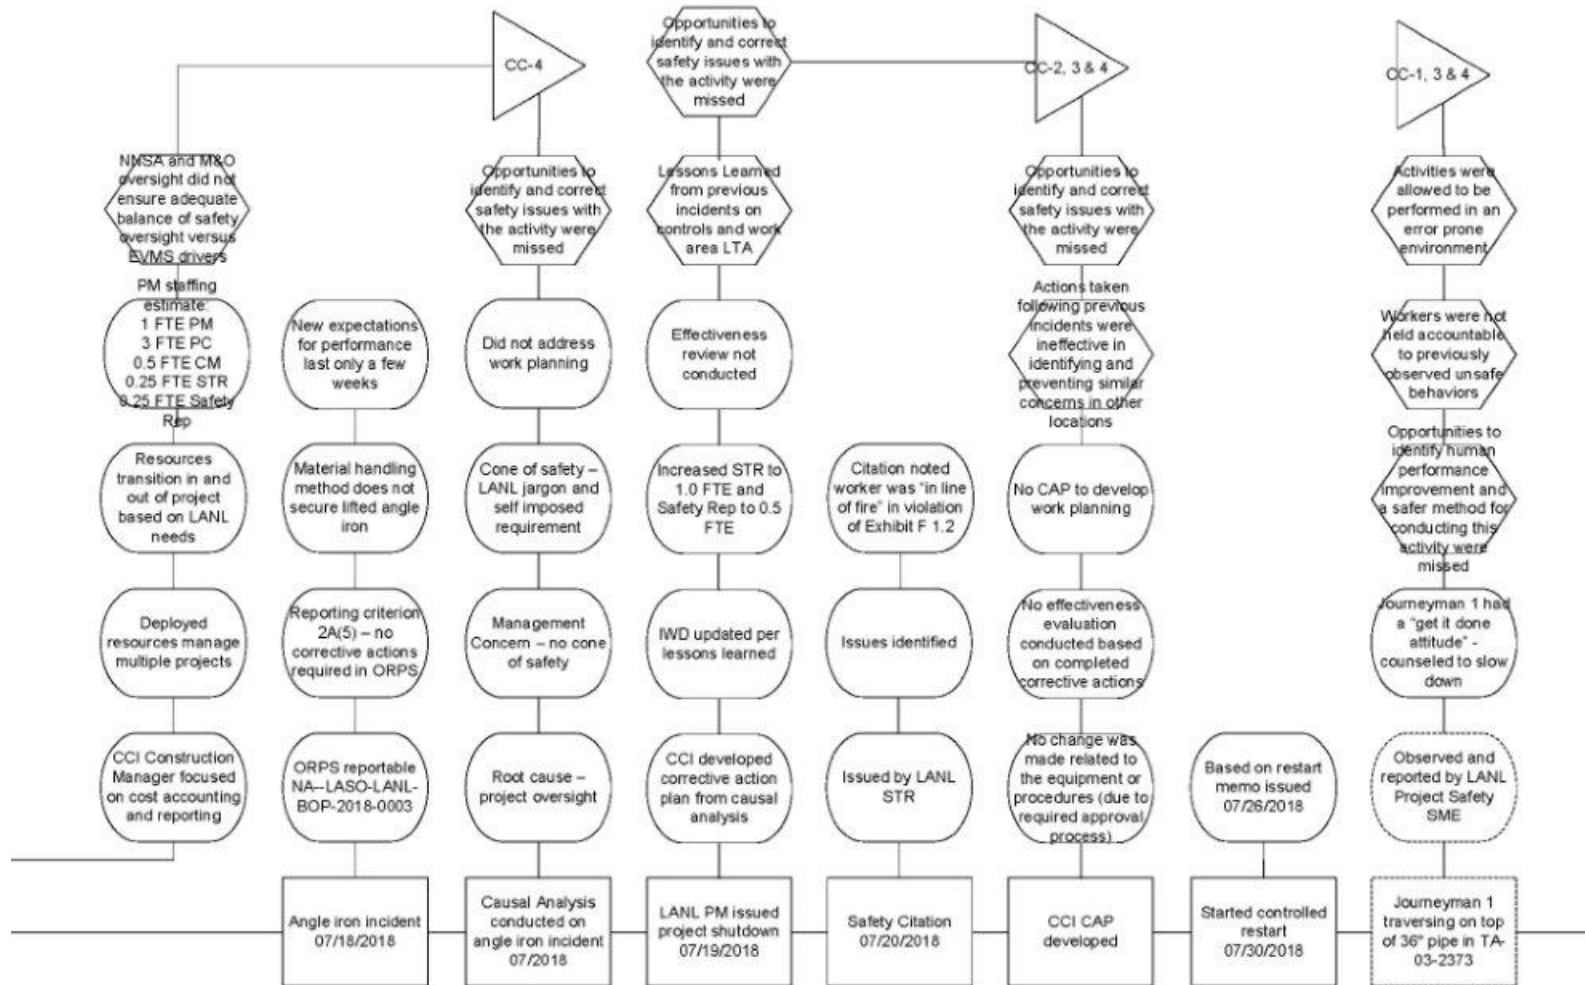 CC-4
Opportunities to
identify and correct
safety issues with
the activity were
missed
CC-2, 3 & 4
CC-1, 3 & 4
NNSA and M&O
oversight did not
ensure adequate
balance of safety
oversight versus
EVMS drivers
Opportunities to
identify and correct
safety issues with
the activity were
missed
Lessons Learned
from previous
incidents on
controls and work
area LTA
Opportunities to
identify and correct
safety issues with
the activity were
missed
Activities were
allowed to be
performed in an
error prone
environment
PM staffing
estimate:
1 FTE PM
3 FTE PC
0.5 FTE CM
0.25 FTE STR
0.25 FTE Safety
Rep
New expectations
for performance
last only a few
weeks
Did not address
work planning
Effectiveness
review not
conducted
Actions taken
following previous
incidents were
ineffective in
identifying and
preventing similar
concerns in other
locations
Workers were not
held accountable
to previously
observed unsafe
behaviors
Resources
transition in and
out of project
based on LANL
needs
Material handling
method does not
secure lifted angle
iron
Cone of safety –
LANL jargon and
self imposed
requirement
Increased STR to
1.0 FTE and
Safety Rep to 0.5
FTE
Citation noted
worker was "in line
of fire" in violation
of Exhibit F 1.2
No CAP to develop
work planning
Opportunities to
identify human
performance
improvement and
a safer method for
conducting this
activity were
missed
Deployed
resources manage
multiple projects
Reporting criterion
2A(5) – no
corrective actions
required in ORPS
Management
Concern – no cone
of safety
IWD updated per
lessons learned
Issues identified
No effectiveness
evaluation
conducted based
on completed
corrective actions
Journeyman 1 had
a "get it done
attitude" -
counseled to slow
down
CCI Construction
Manager focused
on cost accounting
and reporting
ORPS reportable
NA--LASO-LANL-
BOP-2018-0003
Root cause –
project oversight
CCI developed
corrective action
plan from causal
analysis
Issued by LANL
STR
No change was
made related to
the equipment or
procedures (due to
required approval
process)
Based on restart
memo issued
07/26/2018
Observed and
reported by LANL
Project Safety
SME
Angle iron incident
07/18/2018
Causal Analysis
conducted on
angle iron incident
07/2018
LANL PM issued
project shutdown
07/19/2018
Safety Citation
07/20/2018
CCI CAP
developed
Started controlled
restart
07/30/2018
Journeyman 1
traversing on top
of 36" pipe in TA-
03-2373